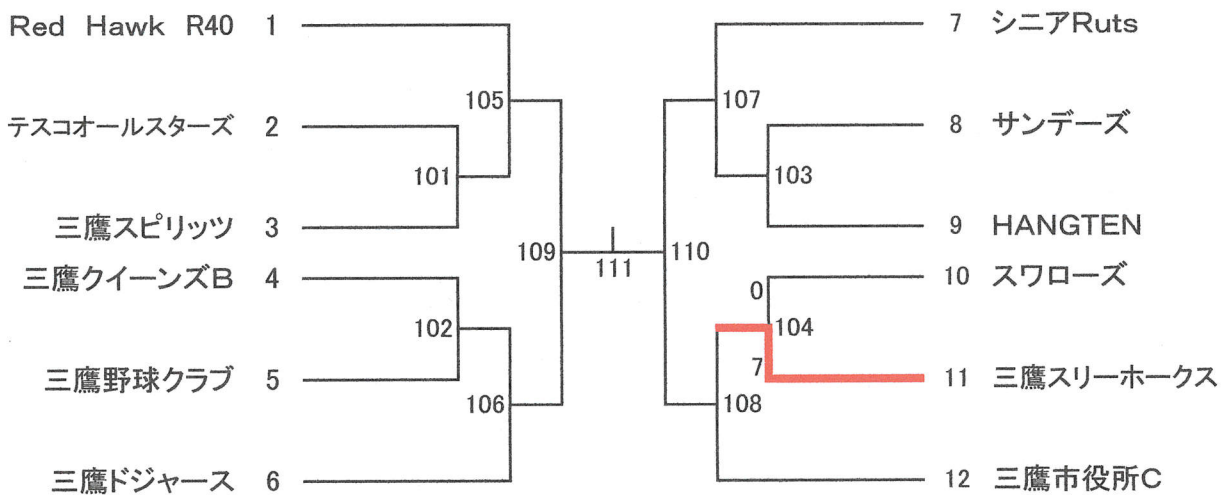 Red Hawk R40 1
105
テスコオールスターズ 2
101
三鷹スピリッツ 3
109
三鷹クイーンズB 4
102
三鷹野球クラブ 5
106
三鷹ドジャース 6
111
7 シニアRuts
107
8 サンデーズ
103
9 HANGTEN
110
10 スワローズ
0
104
7
11 三鷹スリーホークス
108
12 三鷹市役所C